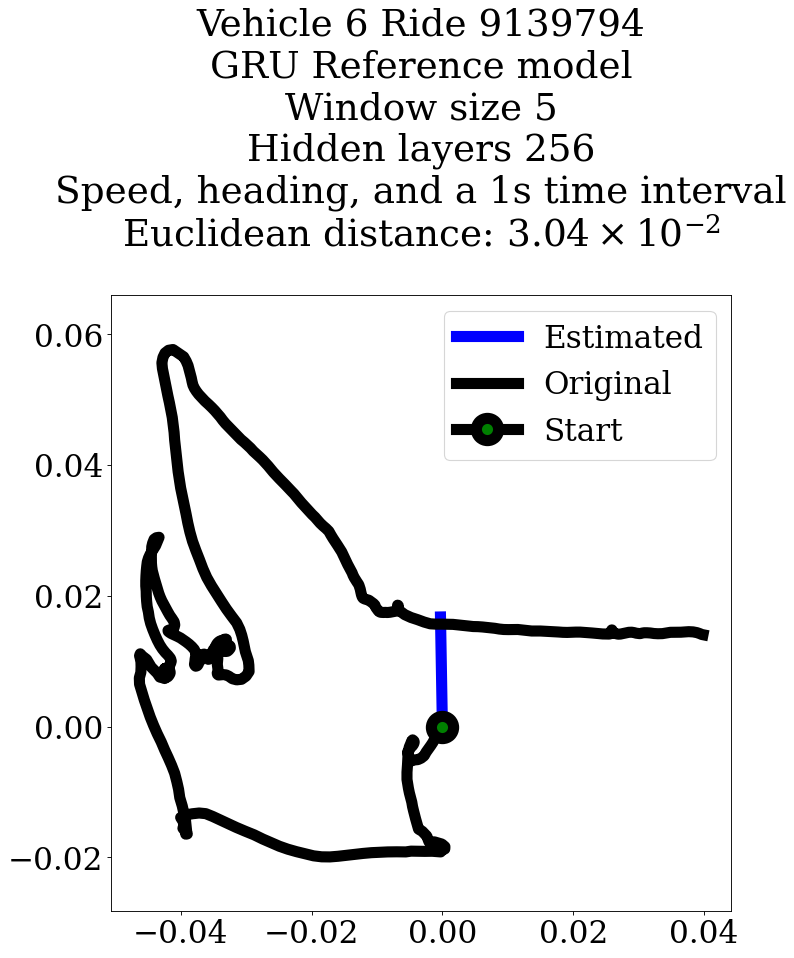 Vehicle 6 Ride 9139794
GRU Reference model
Window size 5
Hidden layers 256
Speed, heading, and a 1s time interval
Euclidean distance: 3.04 × 10⁻²
Estimated
Original
Start
0.06
0.04
0.02
0.00
−0.02
−0.04 −0.02 0.00 0.02 0.04